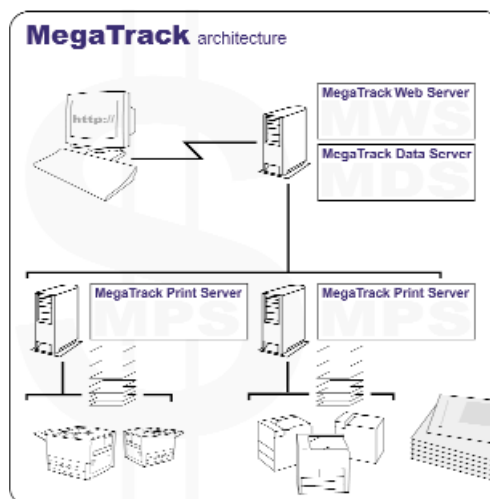 MegaTrack architecture
http://
MegaTrack Web Server
MWS
MegaTrack Data Server
MDS
MegaTrack Print Server
MPS
MegaTrack Print Server
MPS